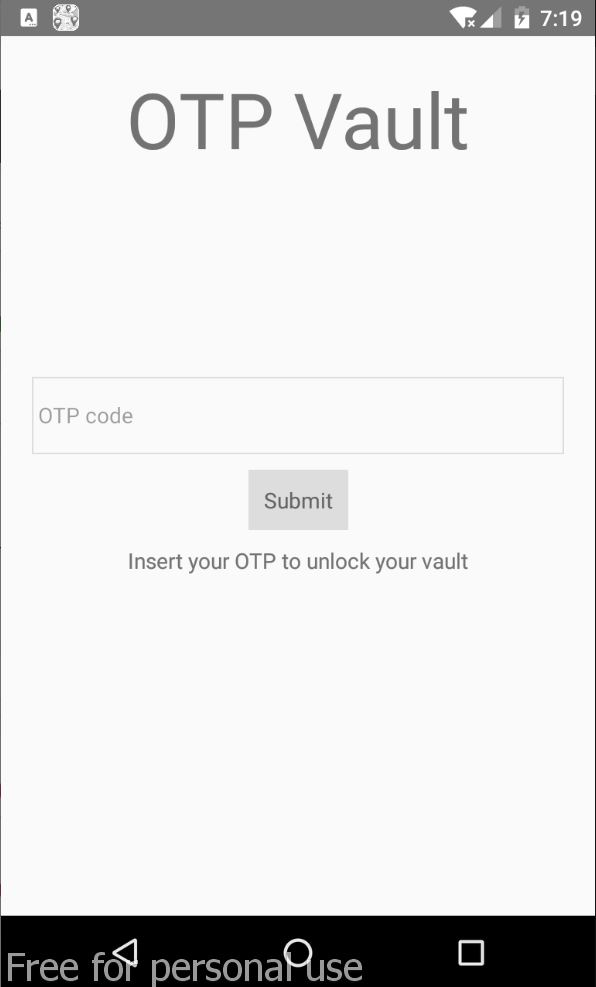 7:19
OTP Vault
OTP code
Submit
Insert your OTP to unlock your vault
Free for personal use